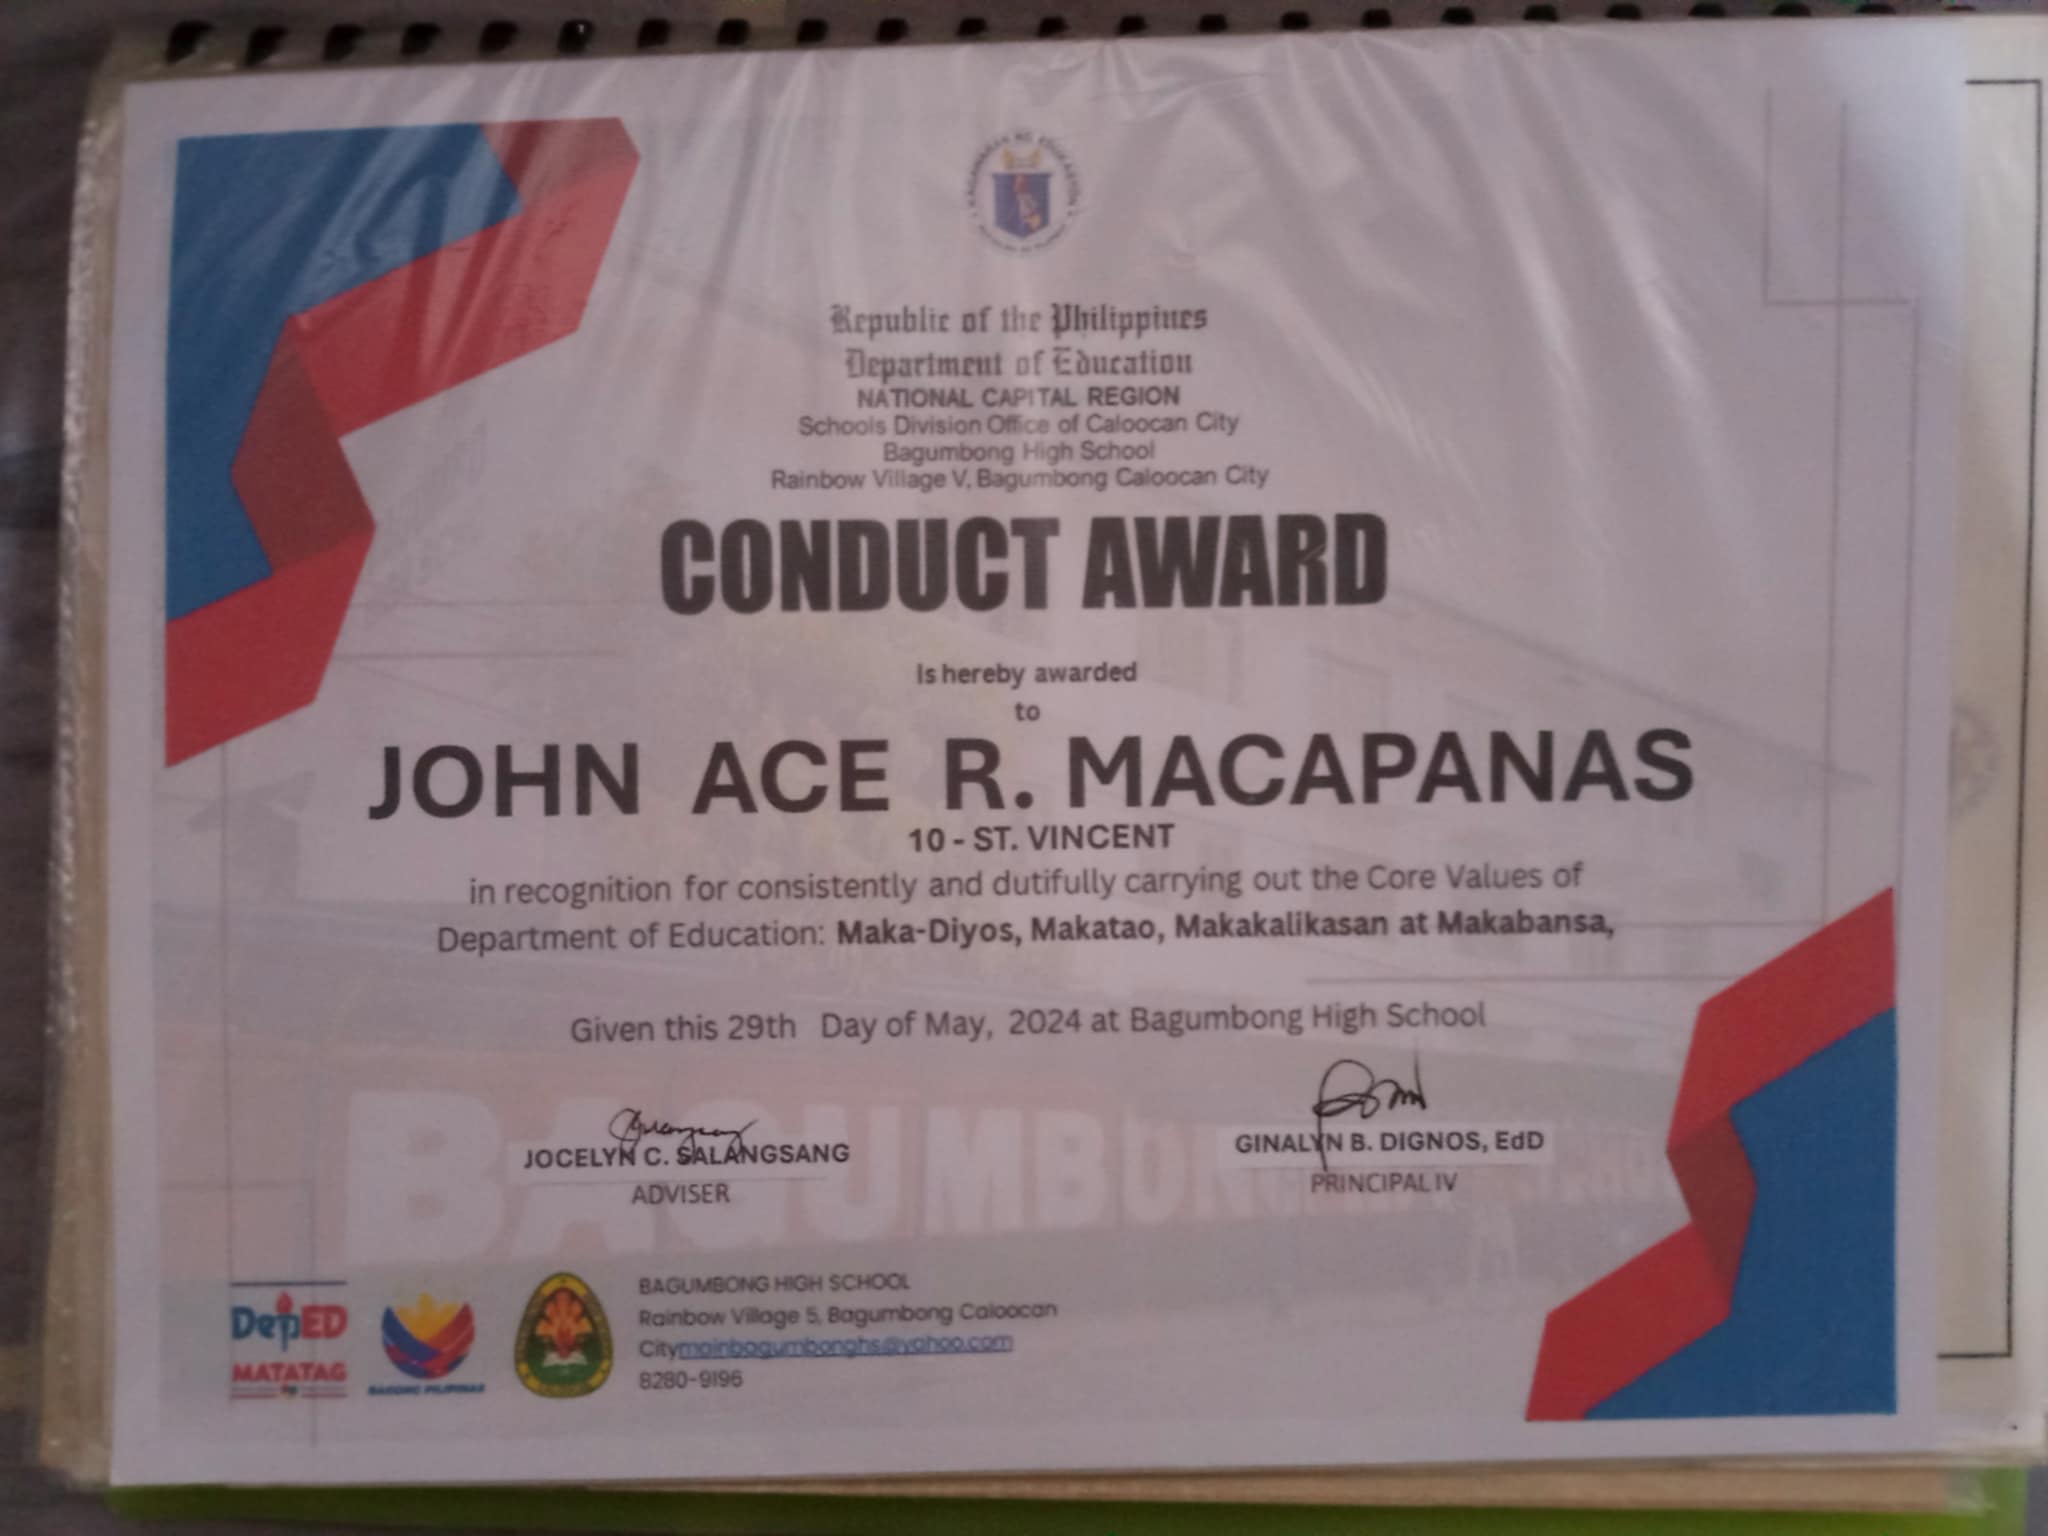 Republic of the Philippines
Department of Education
NATIONAL CAPITAL REGION
Schools Division Office of Caloocan City
Bagumbong High School
Rainbow Village V, Bagumbong Caloocan City
CONDUCT AWARD
Is hereby awarded
to
JOHN ACE R. MACAPANAS
10 - ST. VINCENT
in recognition for consistently and dutifully carrying out the Core Values of
Department of Education: Maka-Diyos, Makatao, Makakalikasan at Makabansa,
Given this 29th Day of May, 2024 at Bagumbong High School
JOCELYN C. SALANGSANG
ADVISER
GINALYN B. DIGNOS, EdD
PRINCIPAL IV
BAGUMBONG
DepED
MATATAG
BAGONG PILIPINAS
BAGUMBONG HIGH SCHOOL
Rainbow Village 5, Bagumbong Caloocan
Citymainbagumbonghs@yahoo.com
8280-9196